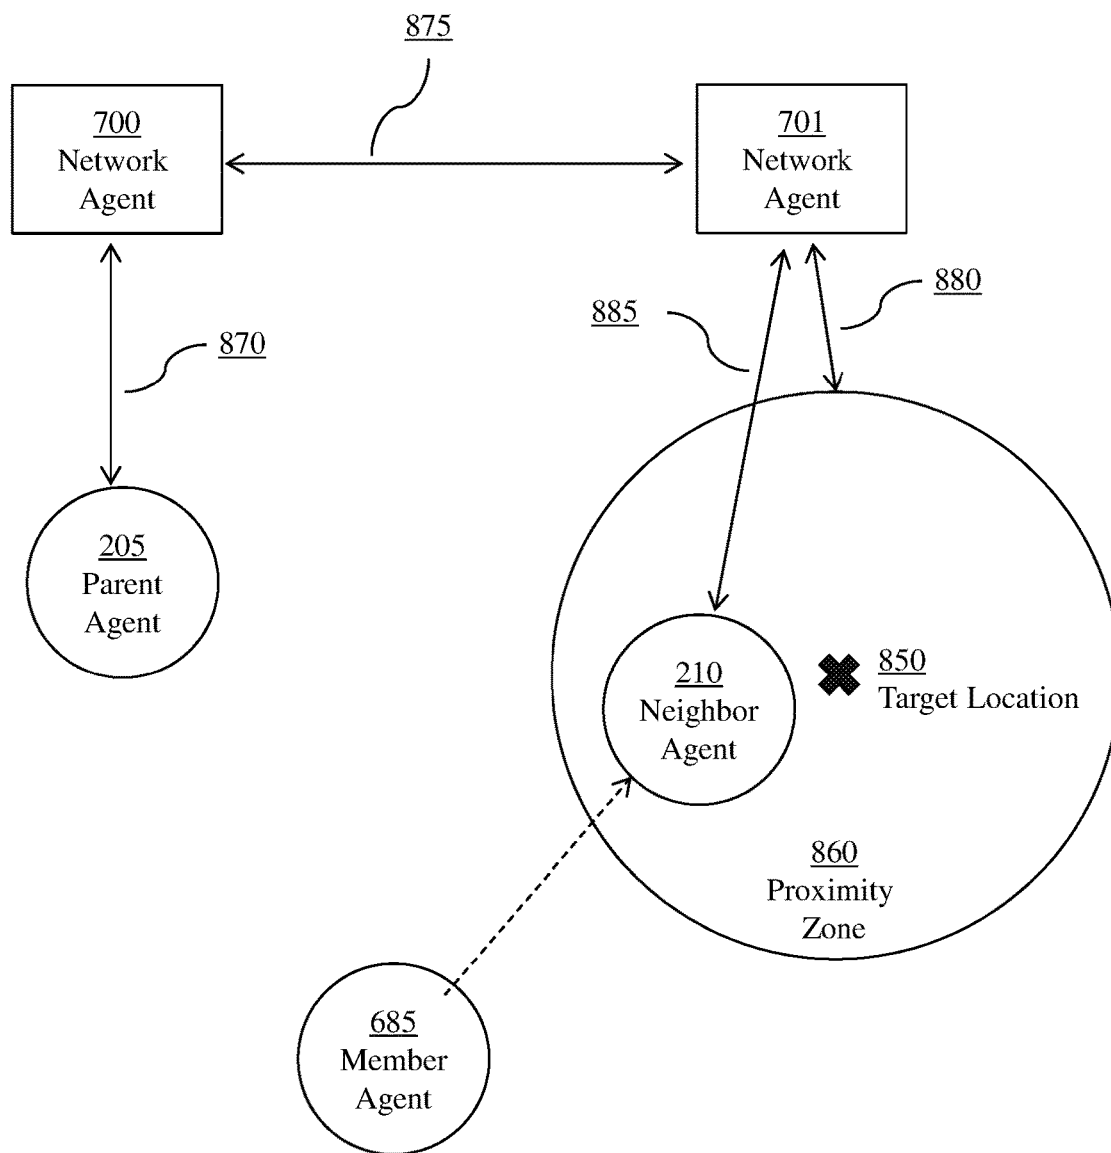 875
700
Network
Agent
701
Network
Agent
880
885
870
205
Parent
Agent
210
Neighbor
Agent
850
Target Location
860
Proximity
Zone
685
Member
Agent